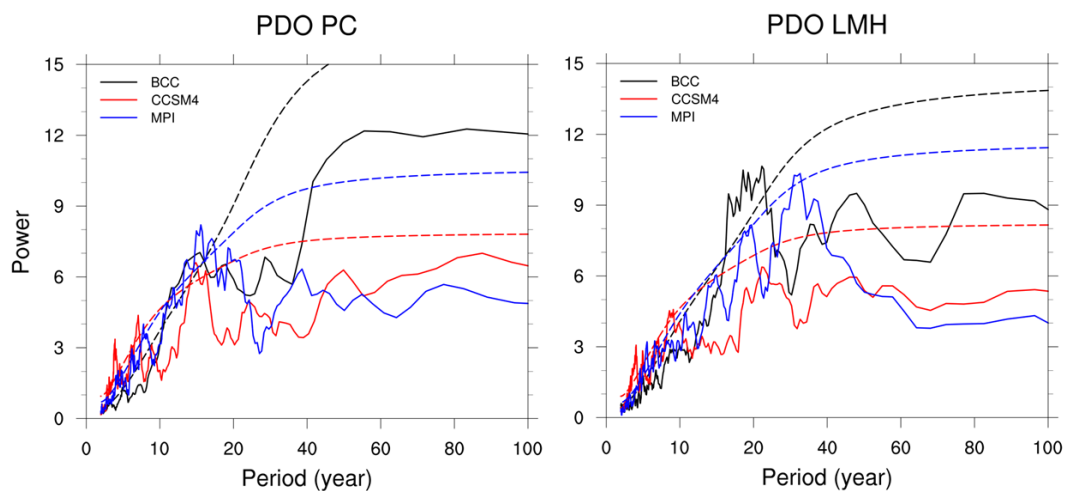 PDO PC
15
12
9
6
3
0
Power
BCC
CCSM4
MPI
0 10 20 40 60 80 100
Period (year)
PDO LMH
15
12
9
6
3
0
BCC
CCSM4
MPI
0 10 20 40 60 80 100
Period (year)